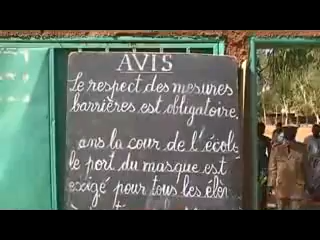 AVIS
Le respect des mesures
barrières est obligatoire,
ans la cour de l'écol
le port du masque est
exigé pour tous les élè